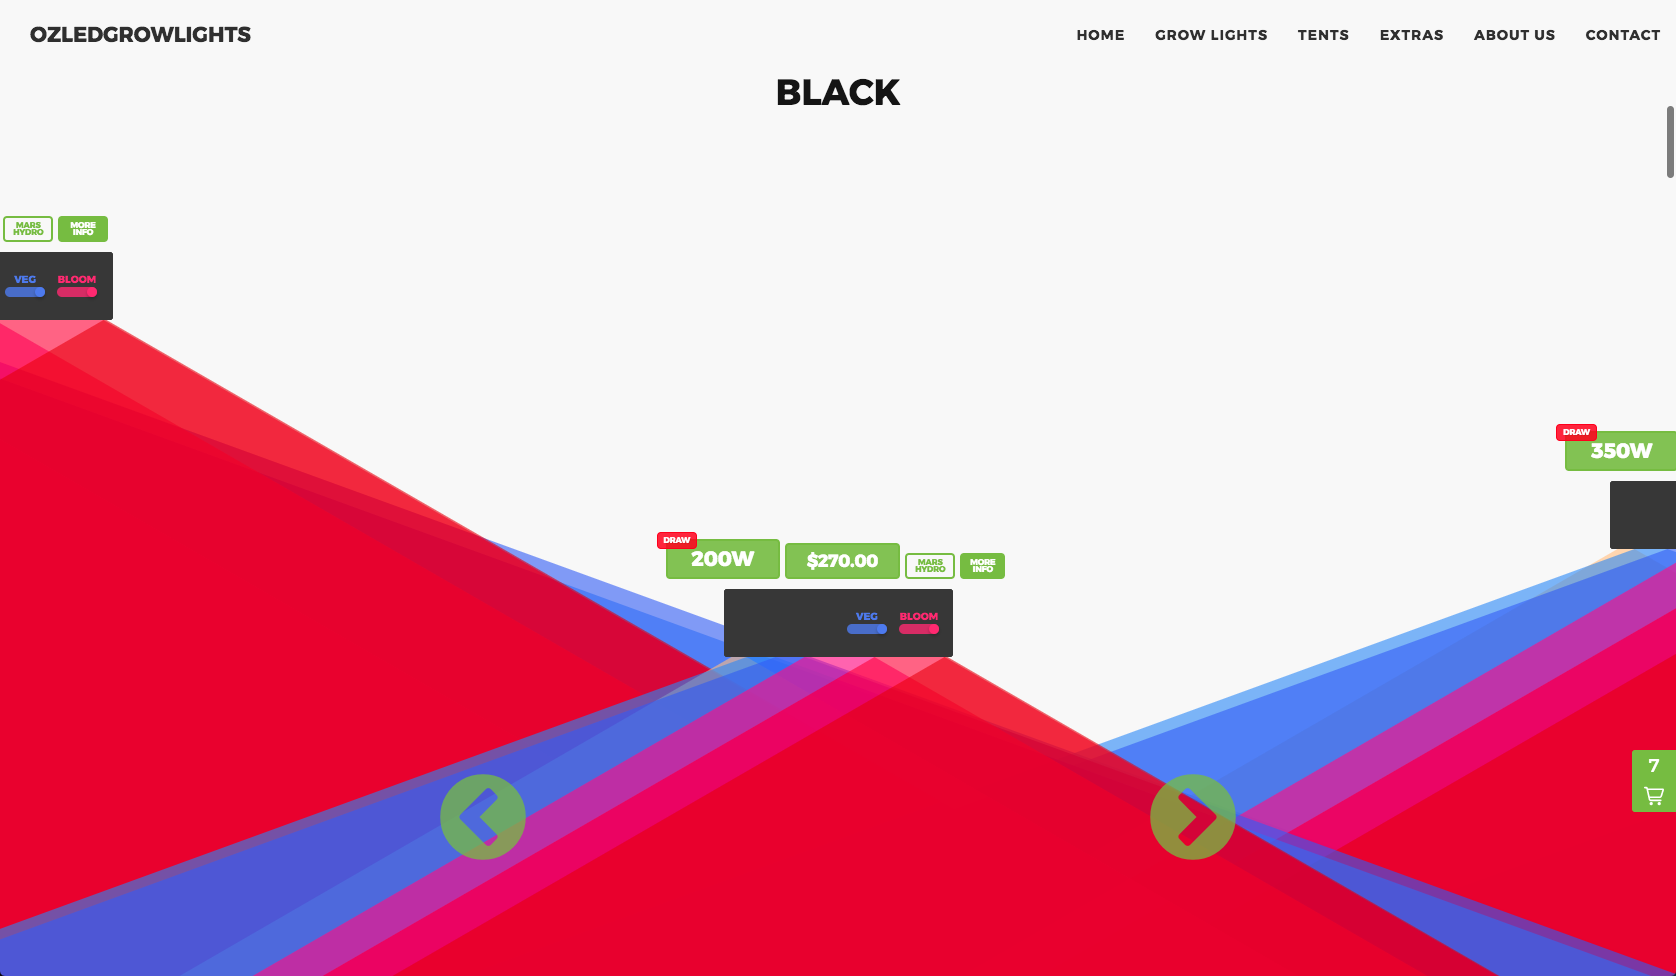 OZLEDGROWLIGHTS
HOME
GROW LIGHTS
TENTS
EXTRAS
ABOUT US
CONTACT
BLACK
MARS
HYDRO
MORE
INFO
VEG
BLOOM
DRAW
350W
DRAW
200W
$270.00
MARS
HYDRO
MORE
INFO
VEG
BLOOM
7